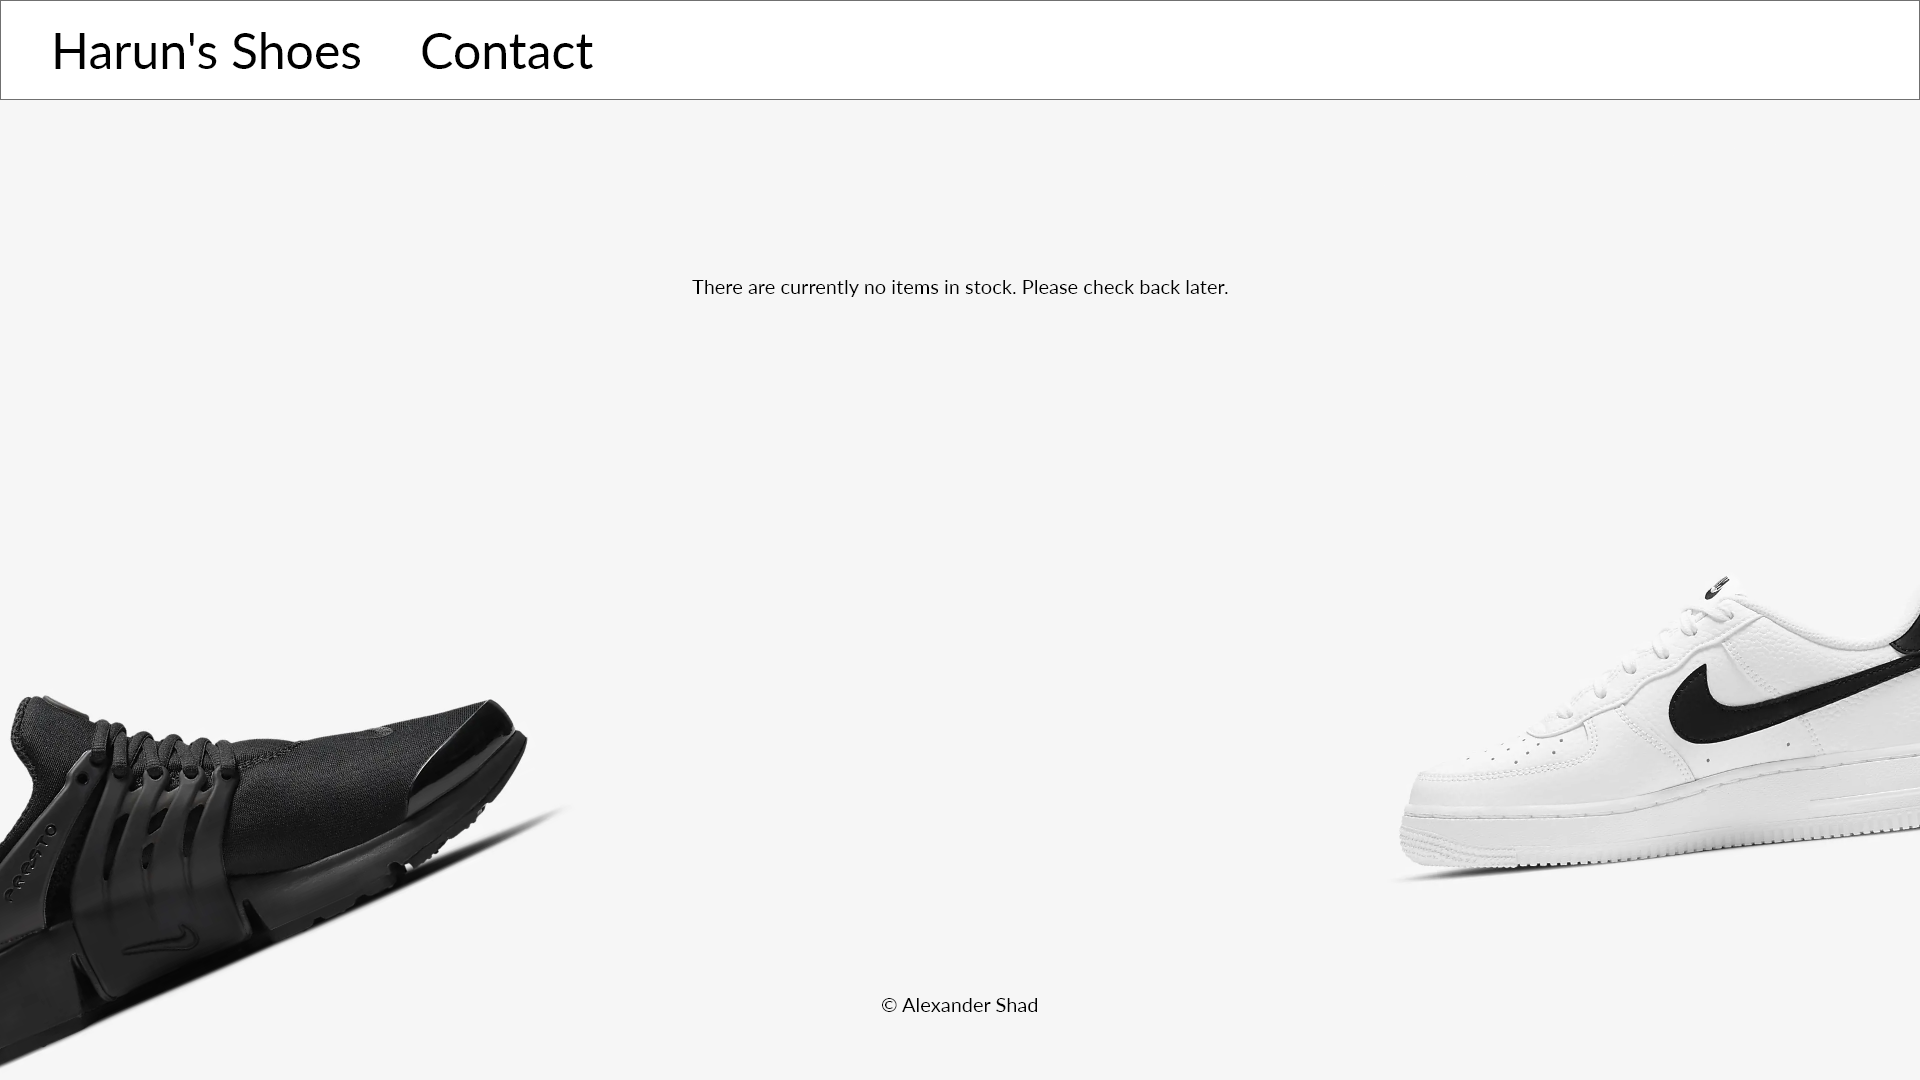 Harun's Shoes Contact
There are currently no items in stock. Please check back later.
© Alexander Shad